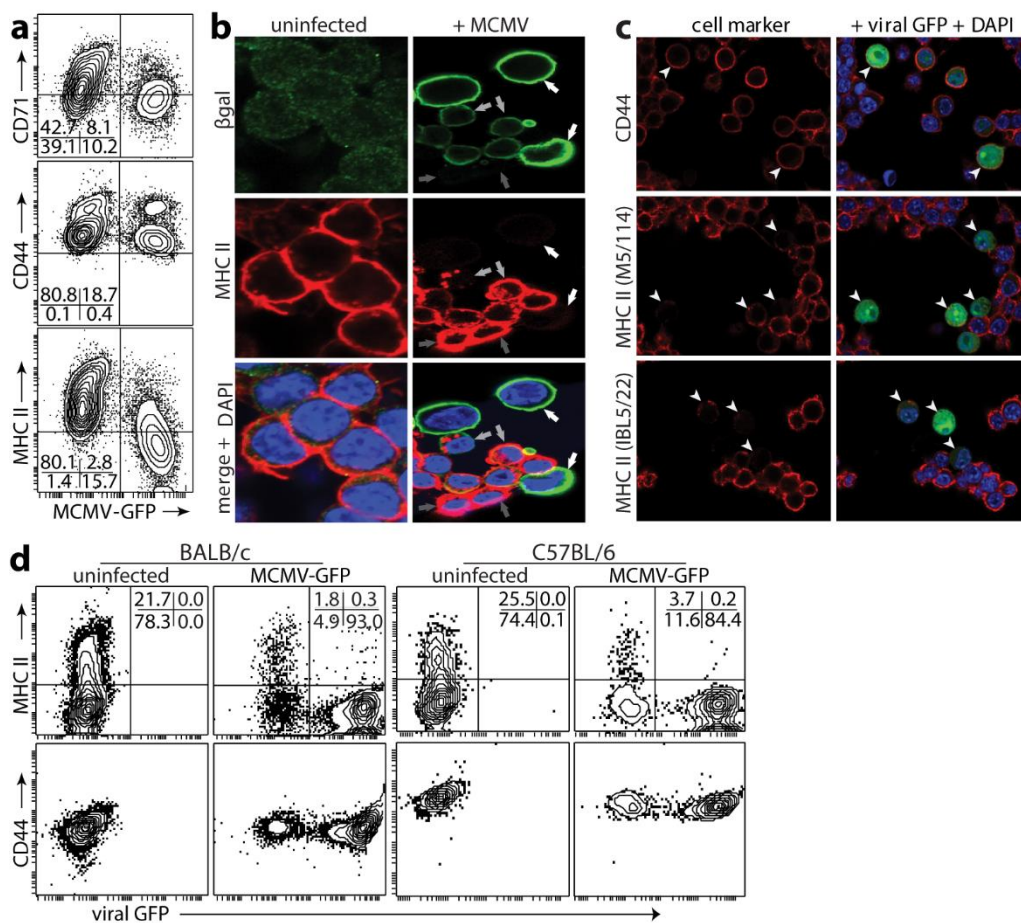 a
CD71
42.7 8.1
39.1 10.2
CD44
80.8 18.7
0.1 0.4
MHC II
80.1 2.8
1.4 15.7
MCMV-GFP
b
uninfected + MCMV
βgal
MHC II
merge + DAPI
c
cell marker + viral GFP + DAPI
CD44
MHC II (M5/114)
MHC II (IBL5/22)
d
BALB/c C57BL/6
uninfected MCMV-GFP uninfected MCMV-GFP
MHC II
21.7 0.0 1.8 0.3 25.5 0.0 3.7 0.2
78.3 0.0 4.9 93.0 74.4 0.1 11.6 84.4
CD44
viral GFP